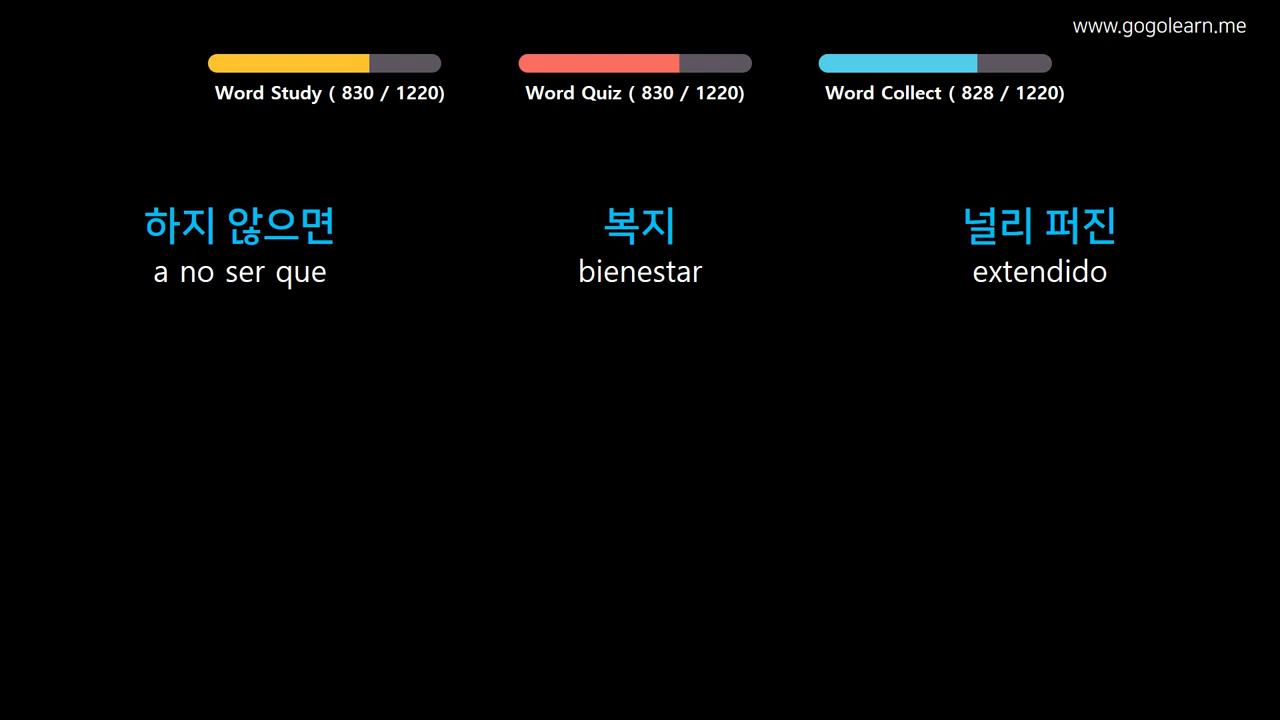 www.gogolearn.me
Word Study ( 830 / 1220)
Word Quiz ( 830 / 1220)
Word Collect ( 828 / 1220)
하지 않으면
a no ser que
복지
bienestar
널리 퍼진
extendido